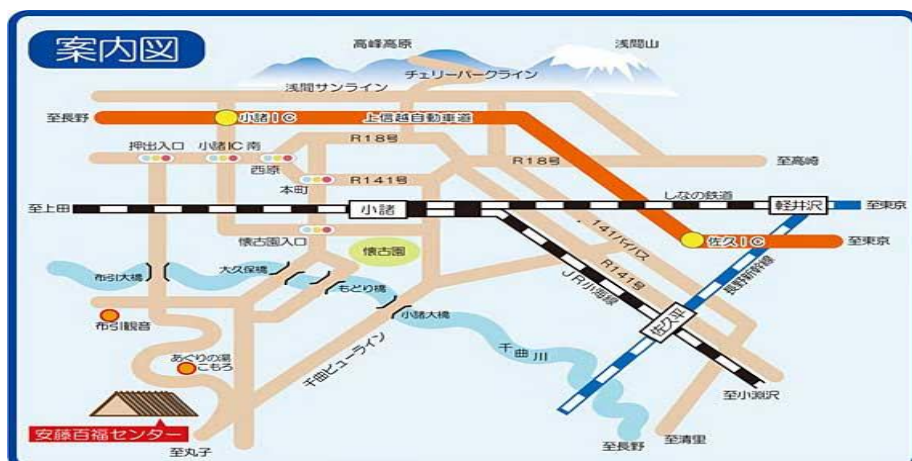 案内図
高峰高原
浅間山
チェリーパークライン
浅間サンライン
至長野
小諸IC
上信越自動車道
押出入口
小諸IC南
西原
R18号
R18号
至高崎
本町
R141号
しなの鉄道
至上田
小諸
軽井沢
至東京
懐古園入口
懐古園
141バイパス
佐久IC
至東京
布引大橋
大久保橋
もどり橋
小諸大橋
JR小海線
R141号
長野新幹線
佐久平
布引観音
千曲ビューライン
千曲川
あぐりの湯
こもろ
至小淵沢
安藤百福センター
至丸子
至長野
至清里